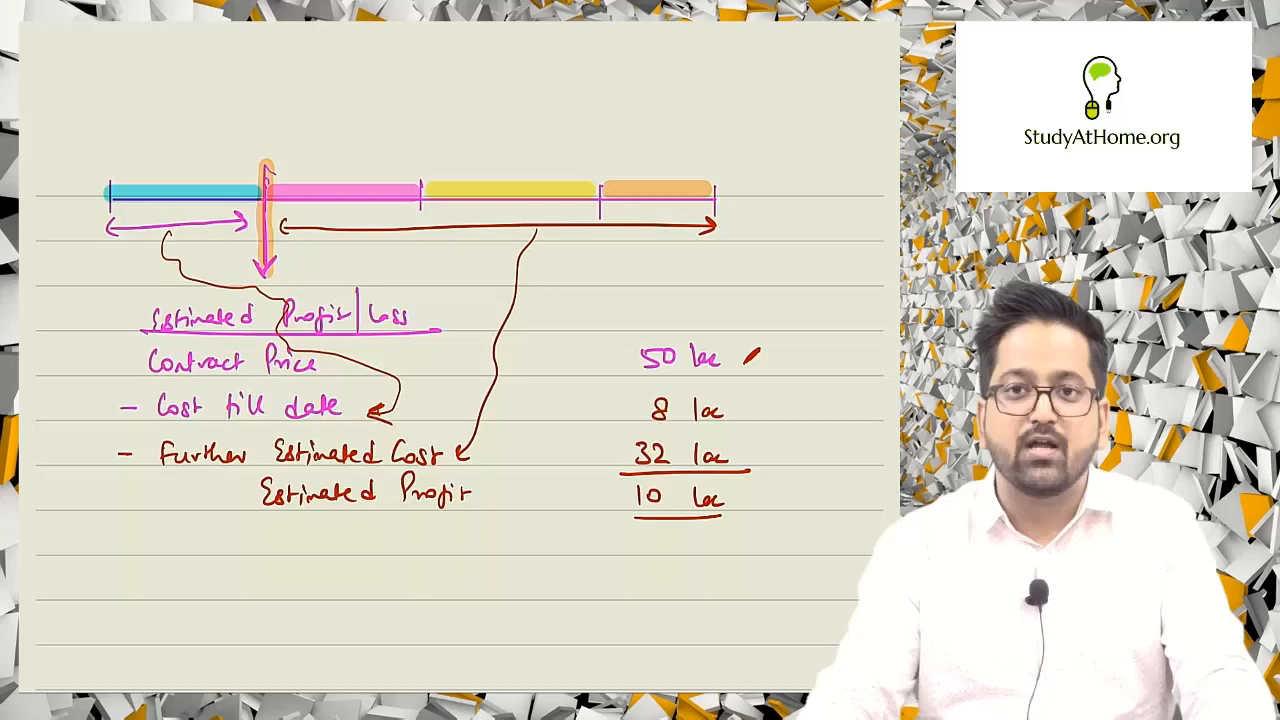 StudyAtHome.org
Estimated Profit | Loss
Contract Price 50 lac
- Cost till date 8 lac
- Further Estimated Cost 32 lac
Estimated Profit 10 lac